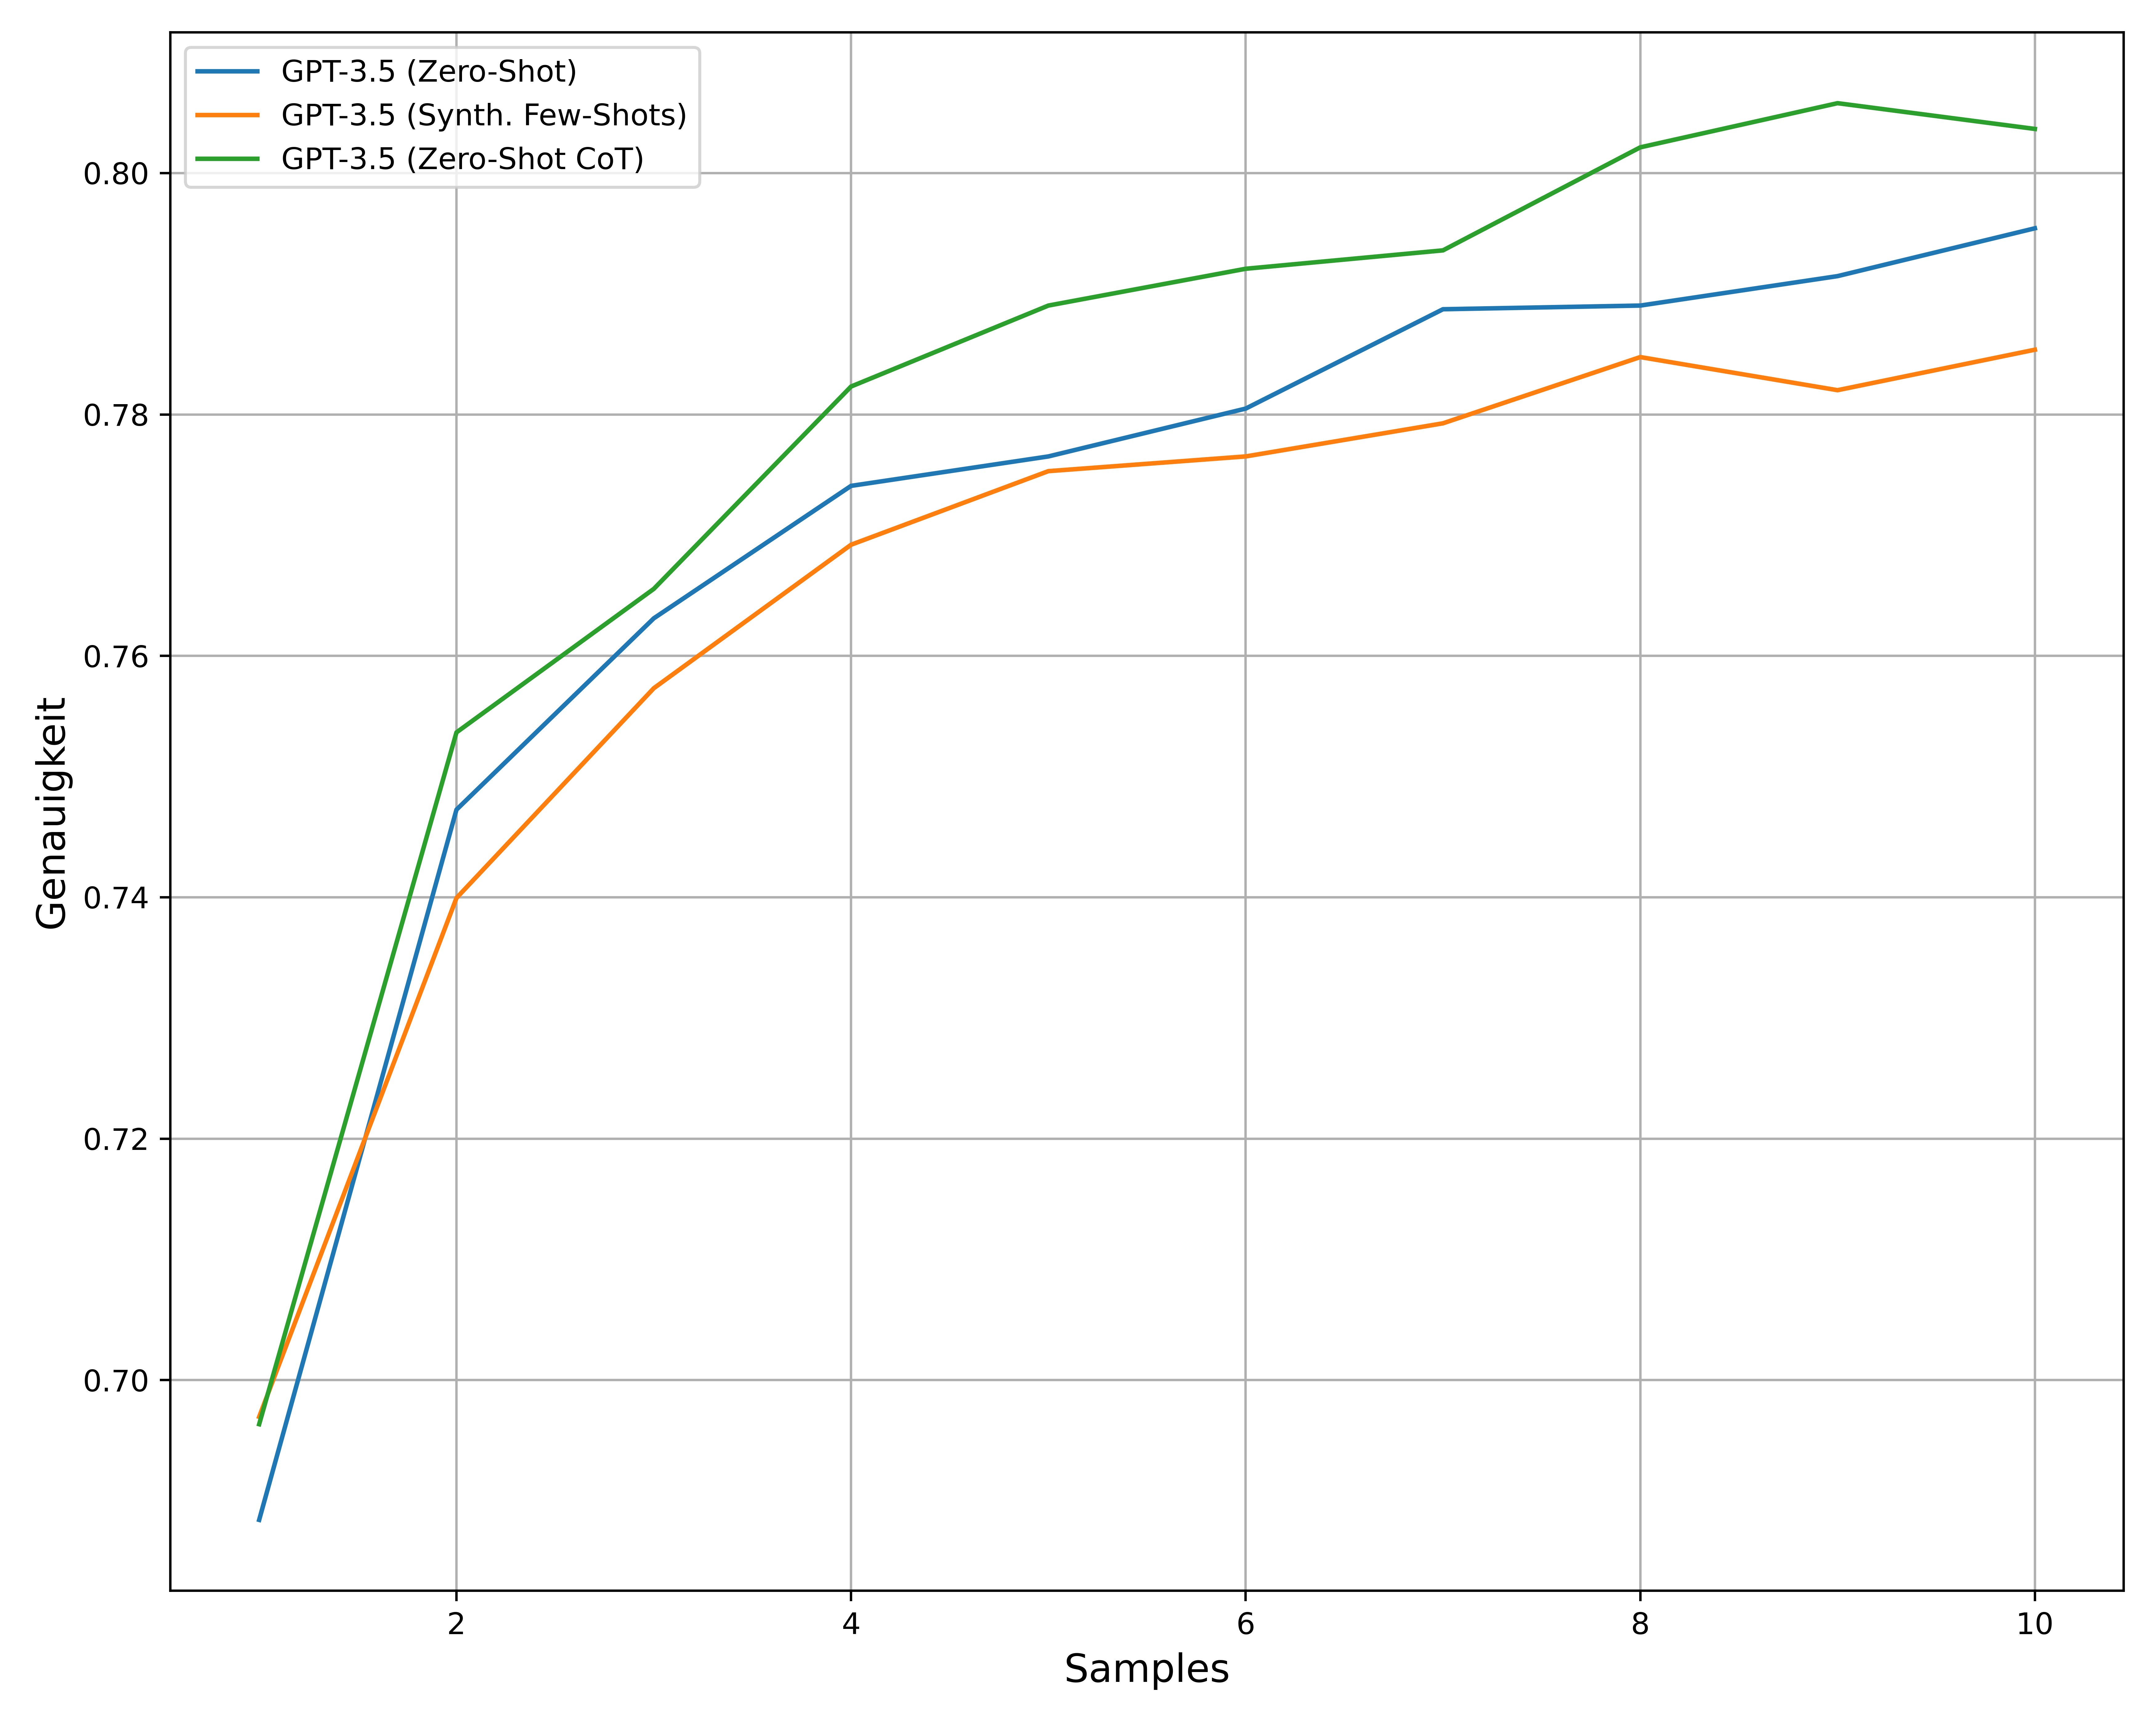 GPT-3.5 (Zero-Shot)
GPT-3.5 (Synth. Few-Shots)
GPT-3.5 (Zero-Shot CoT)
0.80
0.78
0.76
0.74
0.72
0.70
Genauigkeit
2
4
6
8
10
Samples